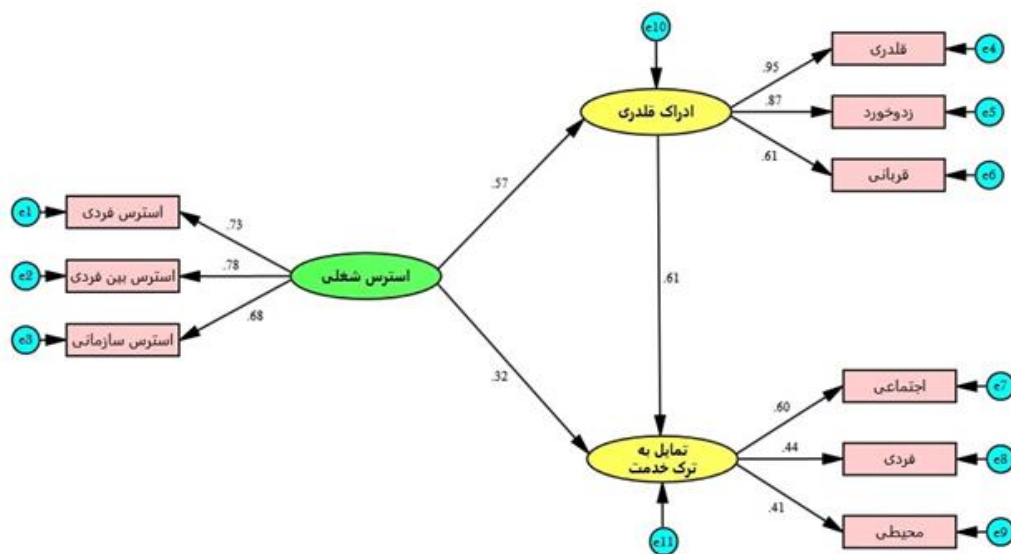 e10
قلدری
e4
.95
ادراک قلدری
.87
زدوخورد
e5
.61
قربانی
e6
.57
e1
استرس فردی
.73
e2
استرس بین فردی
.78
استرس شغلی
.61
e3
استرس سازمانی
.68
.32
اجتماعی
e7
.60
تمایل به
ترک خدمت
.44
فردی
e8
.41
محیطی
e9
e11